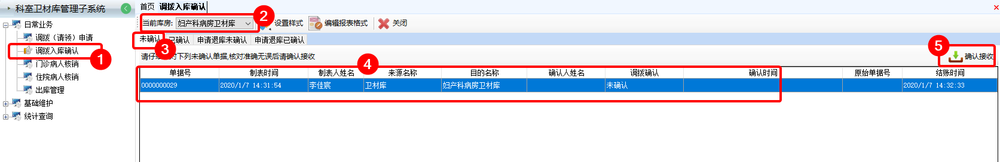 科室卫材库管理子系统
首页 调拨入库确认
日常业务
调拨（请领）申请
调拨入库确认
门诊病人核销
住院病人核销
出库管理
基础维护
统计查询
1
当前库房: 妇产科病房卫材库
2
设置样式 编辑报表格式 关闭
未确认 已确认 申请退库未确认 申请退库已确认
3
请仔 对下列未确认单据,核对准确无误后请确认接收
4
5
确认接收
单据号 制表时间 制表人姓名 来源名称 目的名称 确认人姓名 调拨确认 确认时间 原始单据号 结账时间
0000000029 2020/1/7 14:31:54 李佳宸 卫材库 妇产科病房卫材库 未确认 2020/1/7 14:32:33